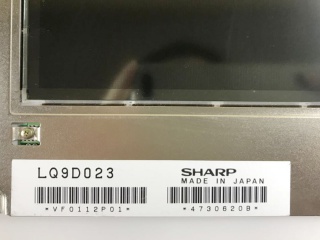 LQ9D023
SHARP
MADE IN JAPAN
*VF0112P01*
*47306208*